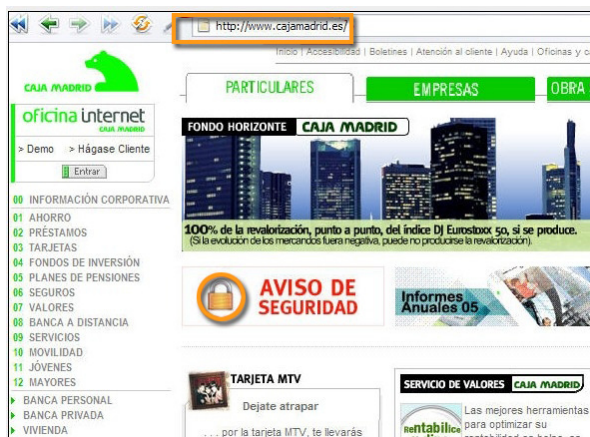 http://www.cajamadrid.es/
Inicio | Accesibilidad | Boletines | Atención al cliente | Ayuda | Oficinas y c
CAJA MADRID
PARTICULARES
EMPRESAS
OBRA
oficina internet
CAJA MADRID
> Demo > Hágase Cliente
Entrar
00 INFORMACIÓN CORPORATIVA
01 AHORRO
02 PRÉSTAMOS
03 TARJETAS
04 FONDOS DE INVERSIÓN
05 PLANES DE PENSIONES
06 SEGUROS
07 VALORES
08 BANCA A DISTANCIA
09 SERVICIOS
10 MOVILIDAD
11 JÓVENES
12 MAYORES
BANCA PERSONAL
BANCA PRIVADA
VIVIENDA
FONDO HORIZONTE CAJA MADRID
100% de la revalorización, punto a punto, del índice DJ Eurostoxx 50, si se produce.
(Si la evolución de los mercandos fuera negativa, puede no producirse la revalorización).
AVISO DE
SEGURIDAD
Informes
Anuales 05
TARJETA MTV
Dejate atrapar
... por la tarjeta MTV, te llevarás
SERVICIO DE VALORES CAJA MADRID
Rentabilice
Las mejores herramientas
para optimizar su